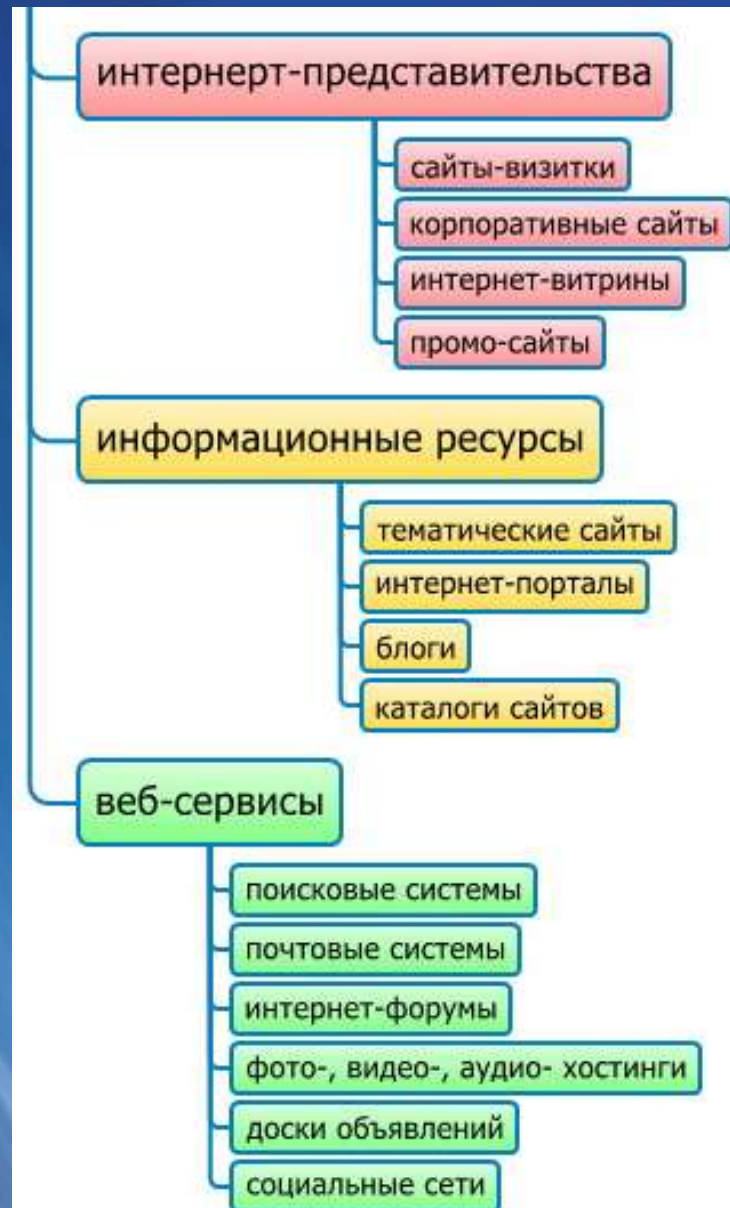 интернерт-представительства
сайты-визитки
корпоративные сайты
интернет-витрины
промо-сайты
информационные ресурсы
тематические сайты
интернет-порталы
блоги
каталоги сайтов
веб-сервисы
поисковые системы
почтовые системы
интернет-форумы
фото-, видео-, аудио- хостинги
доски объявлений
социальные сети